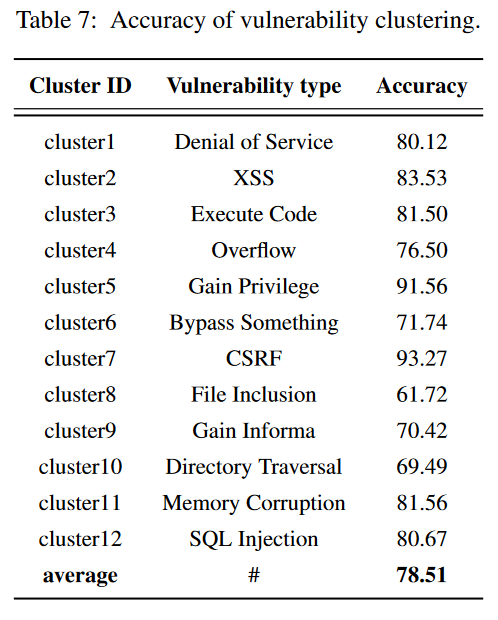 Table 7: Accuracy of vulnerability clustering.
Cluster ID Vulnerability type Accuracy
cluster1 Denial of Service 80.12
cluster2 XSS 83.53
cluster3 Execute Code 81.50
cluster4 Overflow 76.50
cluster5 Gain Privilege 91.56
cluster6 Bypass Something 71.74
cluster7 CSRF 93.27
cluster8 File Inclusion 61.72
cluster9 Gain Informa 70.42
cluster10 Directory Traversal 69.49
cluster11 Memory Corruption 81.56
cluster12 SQL Injection 80.67
average # 78.51